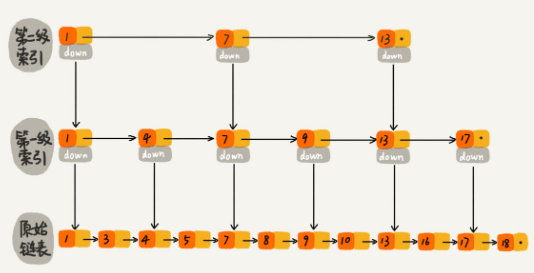 第二级
索引
1 7 13
down down down
第一级
索引
1 4 7 9 13 17
down down down down down down
原始
链表
1 3 4 5 7 8 9 10 13 16 17 18